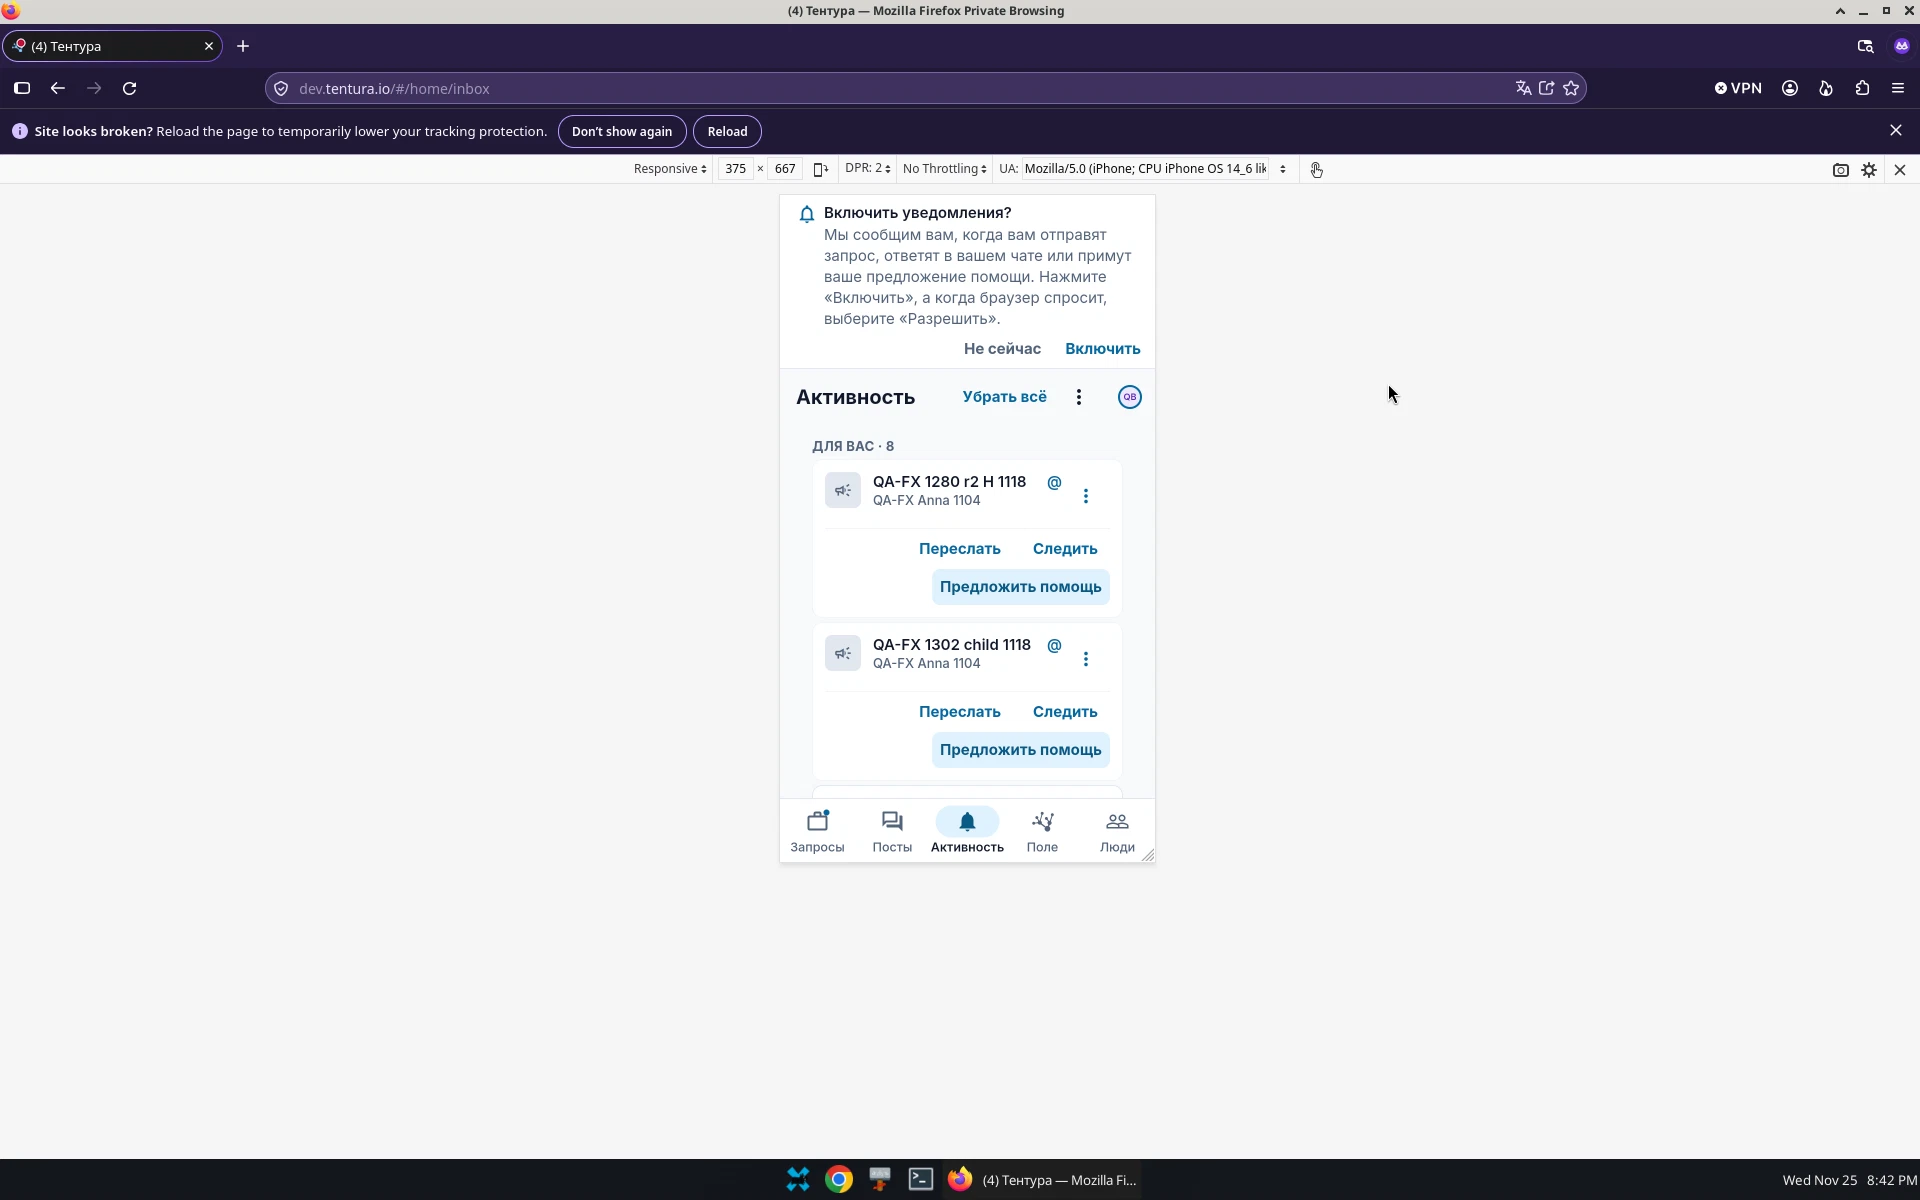 (4) Тентура — Mozilla Firefox Private Browsing
(4) Тентура
dev.tentura.io/#/home/inbox
VPN
Site looks broken? Reload the page to temporarily lower your tracking protection.
Don't show again
Reload
Responsive
375 × 667
DPR: 2
No Throttling
UA: Mozilla/5.0 (iPhone; CPU iPhone OS 14_6 lik
Включить уведомления?
Мы сообщим вам, когда вам отправят
запрос, ответят в вашем чате или примут
ваше предложение помощи. Нажмите
«Включить», а когда браузер спросит,
выберите «Разрешить».
Не сейчас
Включить
Активность
Убрать всё
QB
ДЛЯ ВАС · 8
QA-FX 1280 r2 H 1118 @
QA-FX Anna 1104
Переслать
Следить
Предложить помощь
QA-FX 1302 child 1118 @
QA-FX Anna 1104
Переслать
Следить
Предложить помощь
Запросы
Посты
Активность
Поле
Люди
(4) Тентура — Mozilla Fi...
Wed Nov 25 8:42 PM